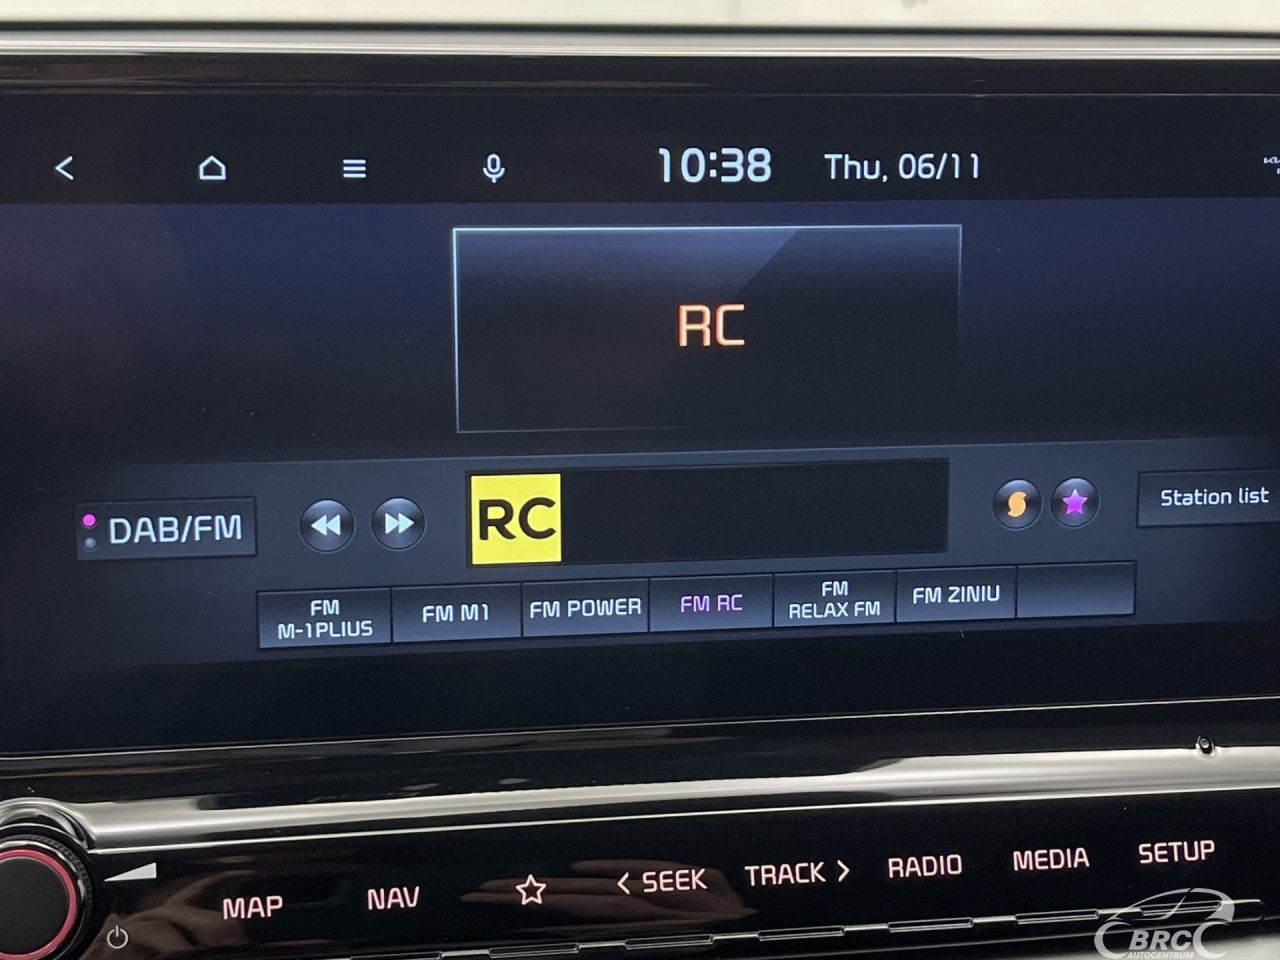 10:38 Thu, 06/11
RC
DAB/FM
RC
Station list
FM
M-1PLIUS
FM M1
FM POWER
FM RC
FM
RELAX FM
FM ZINIU
MAP
NAV
SEEK
TRACK
RADIO
MEDIA
SETUP
BRC
AUTOCENTRUM